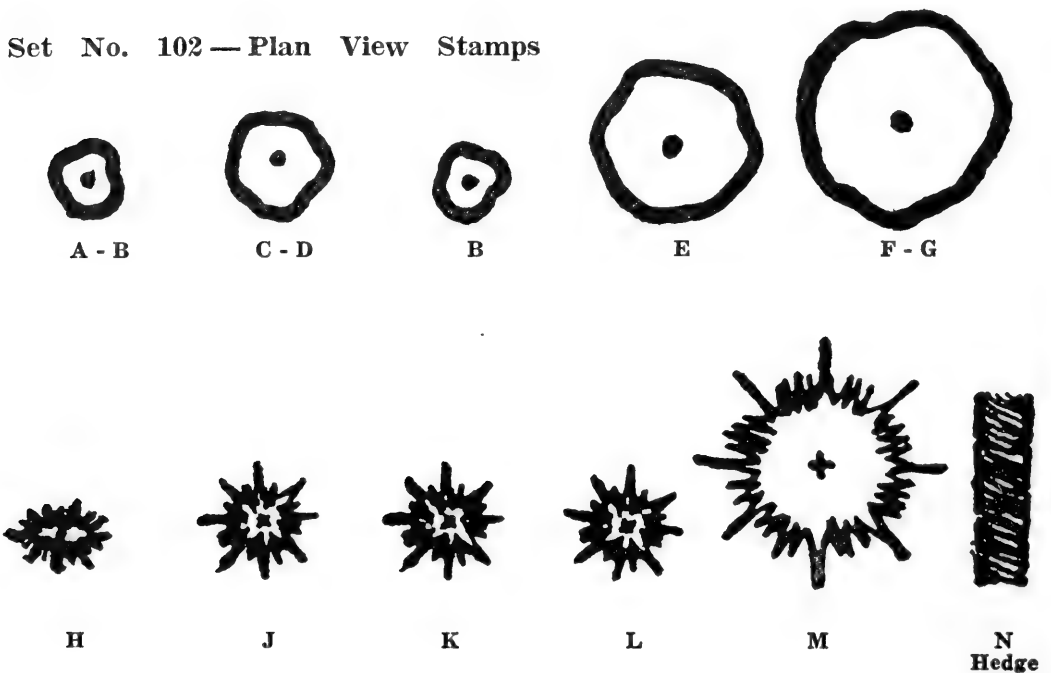 Set No. 102 — Plan View Stamps
A - B C - D B E F - G
H J K L M N
Hedge